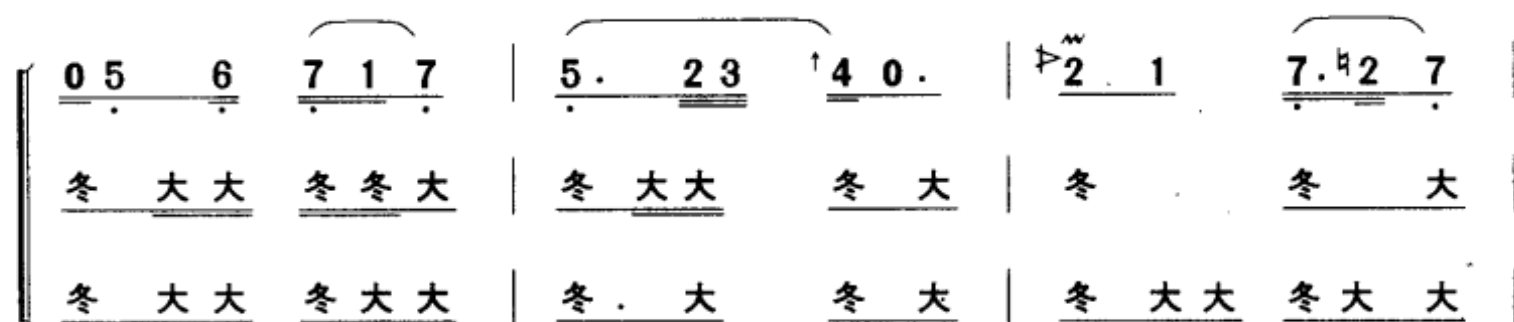 0 5 6 7 1 7 | 5 . 2 3 ↑4 0 . | 2 1 7 . ♮2 7 |
冬 大 大 冬 冬 大 | 冬 大 大 冬 大 | 冬 冬 大
冬 大 大 冬 大 大 | 冬 . 大 冬 大 | 冬 大 大 冬 大 大